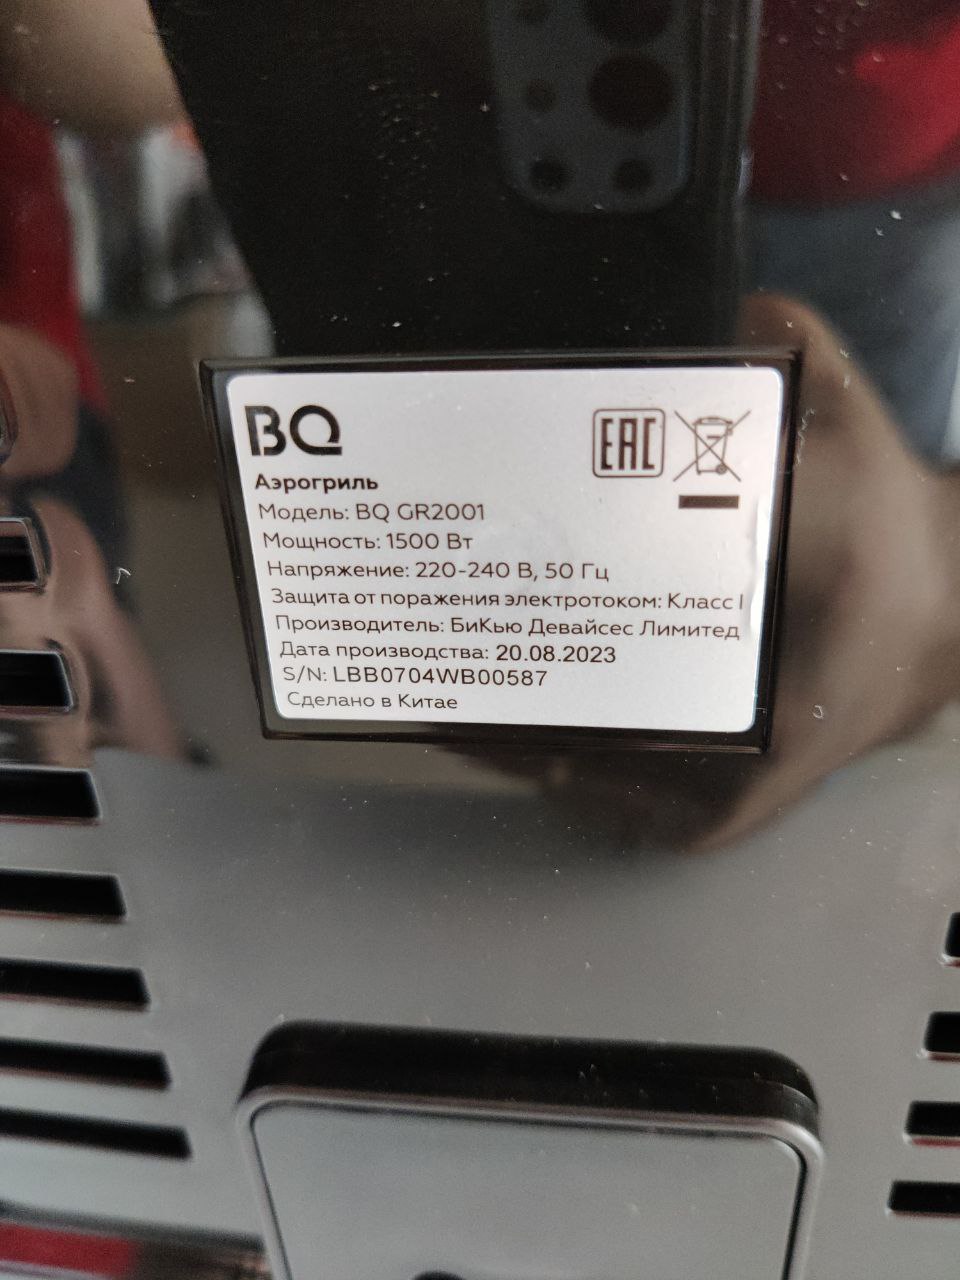 BQ
EAC
Аэрогриль
Модель: BQ GR2001
Мощность: 1500 Вт
Напряжение: 220-240 В, 50 Гц
Защита от поражения электротоком: Класс I
Производитель: БиКью Девайсес Лимитед
Дата производства: 20.08.2023
S/N: LBB0704WB00587
Сделано в Китае